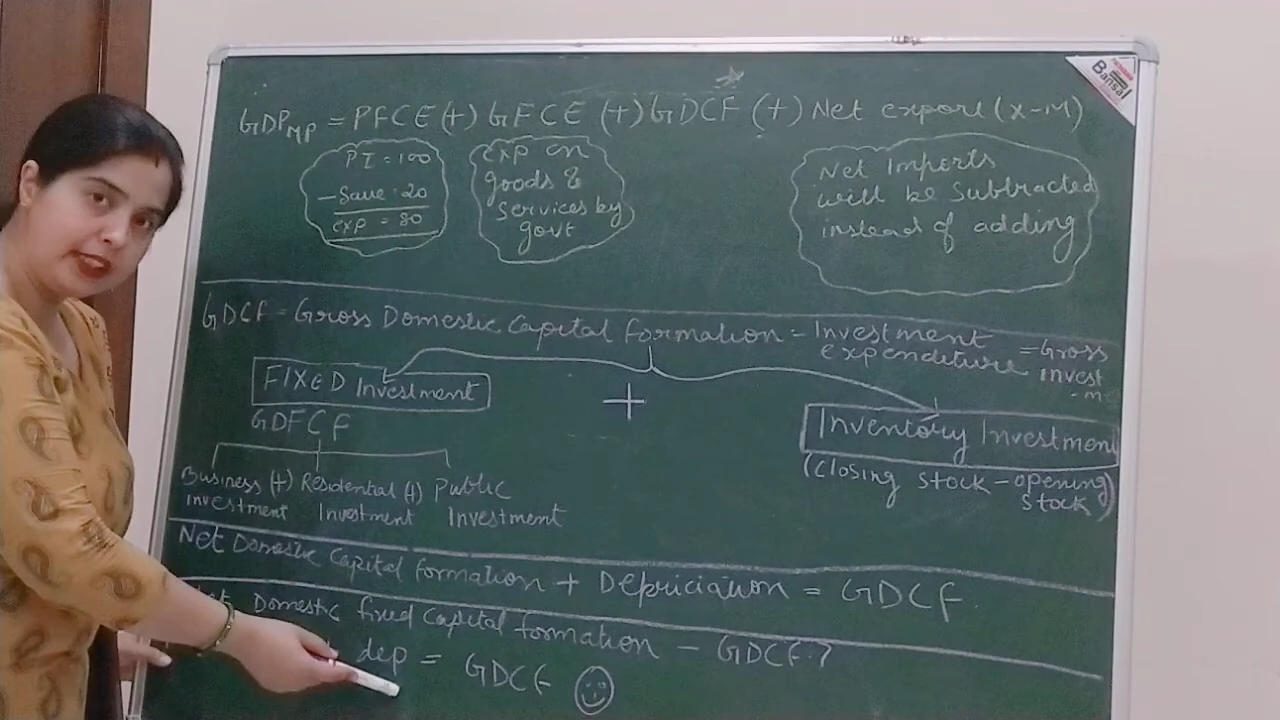 GDP MP = PFCE (+) GFCE (+) GDCF (+) Net export (X-M)
PI = 100
- Save = 20
exp = 80
exp on
goods &
services by
govt
Net Imports
will be subtracted
instead of adding
GDCF = Gross Domestic Capital formation = Investment
expenditure = Gross
invest
FIXED Investment
GDFCF
+
Inventory Investment
(closing stock - opening
stock)
Business (+) Residential (+) Public
investment Investment Investment
Net Domestic Capital formation + Depriciation = GDCF
Domestic fixed Capital formation - GDCF?
dep = GDCF
Bansal